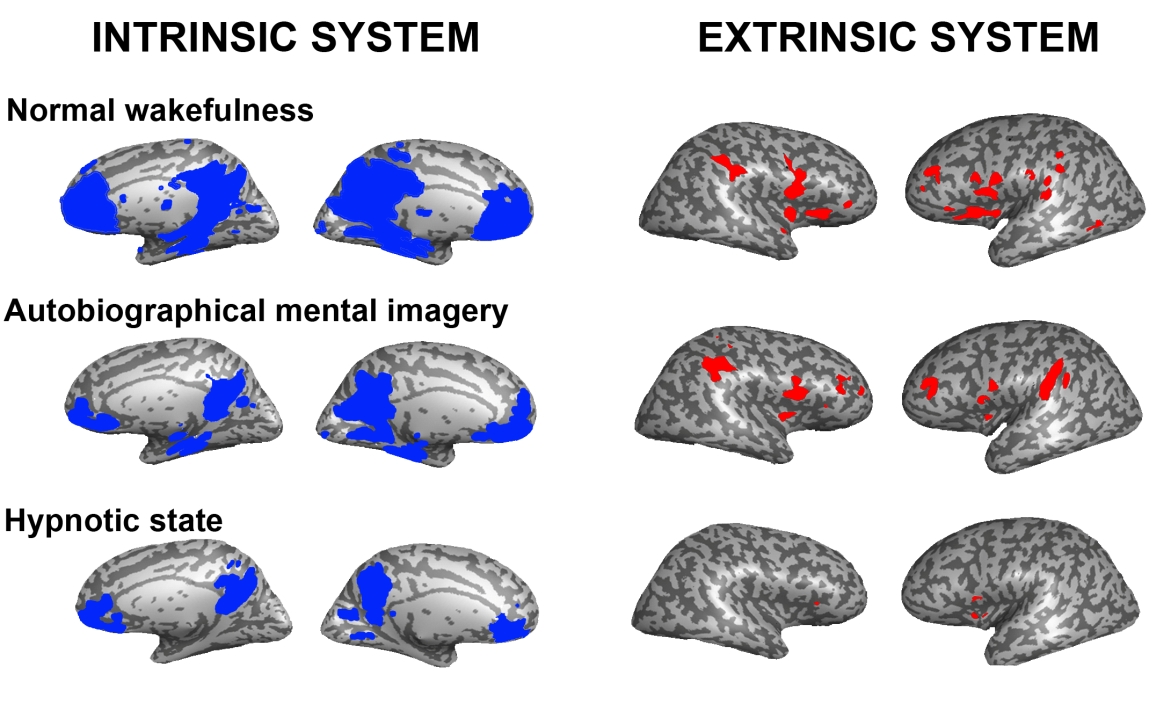 INTRINSIC SYSTEM
EXTRINSIC SYSTEM
Normal wakefulness
Autobiographical mental imagery
Hypnotic state